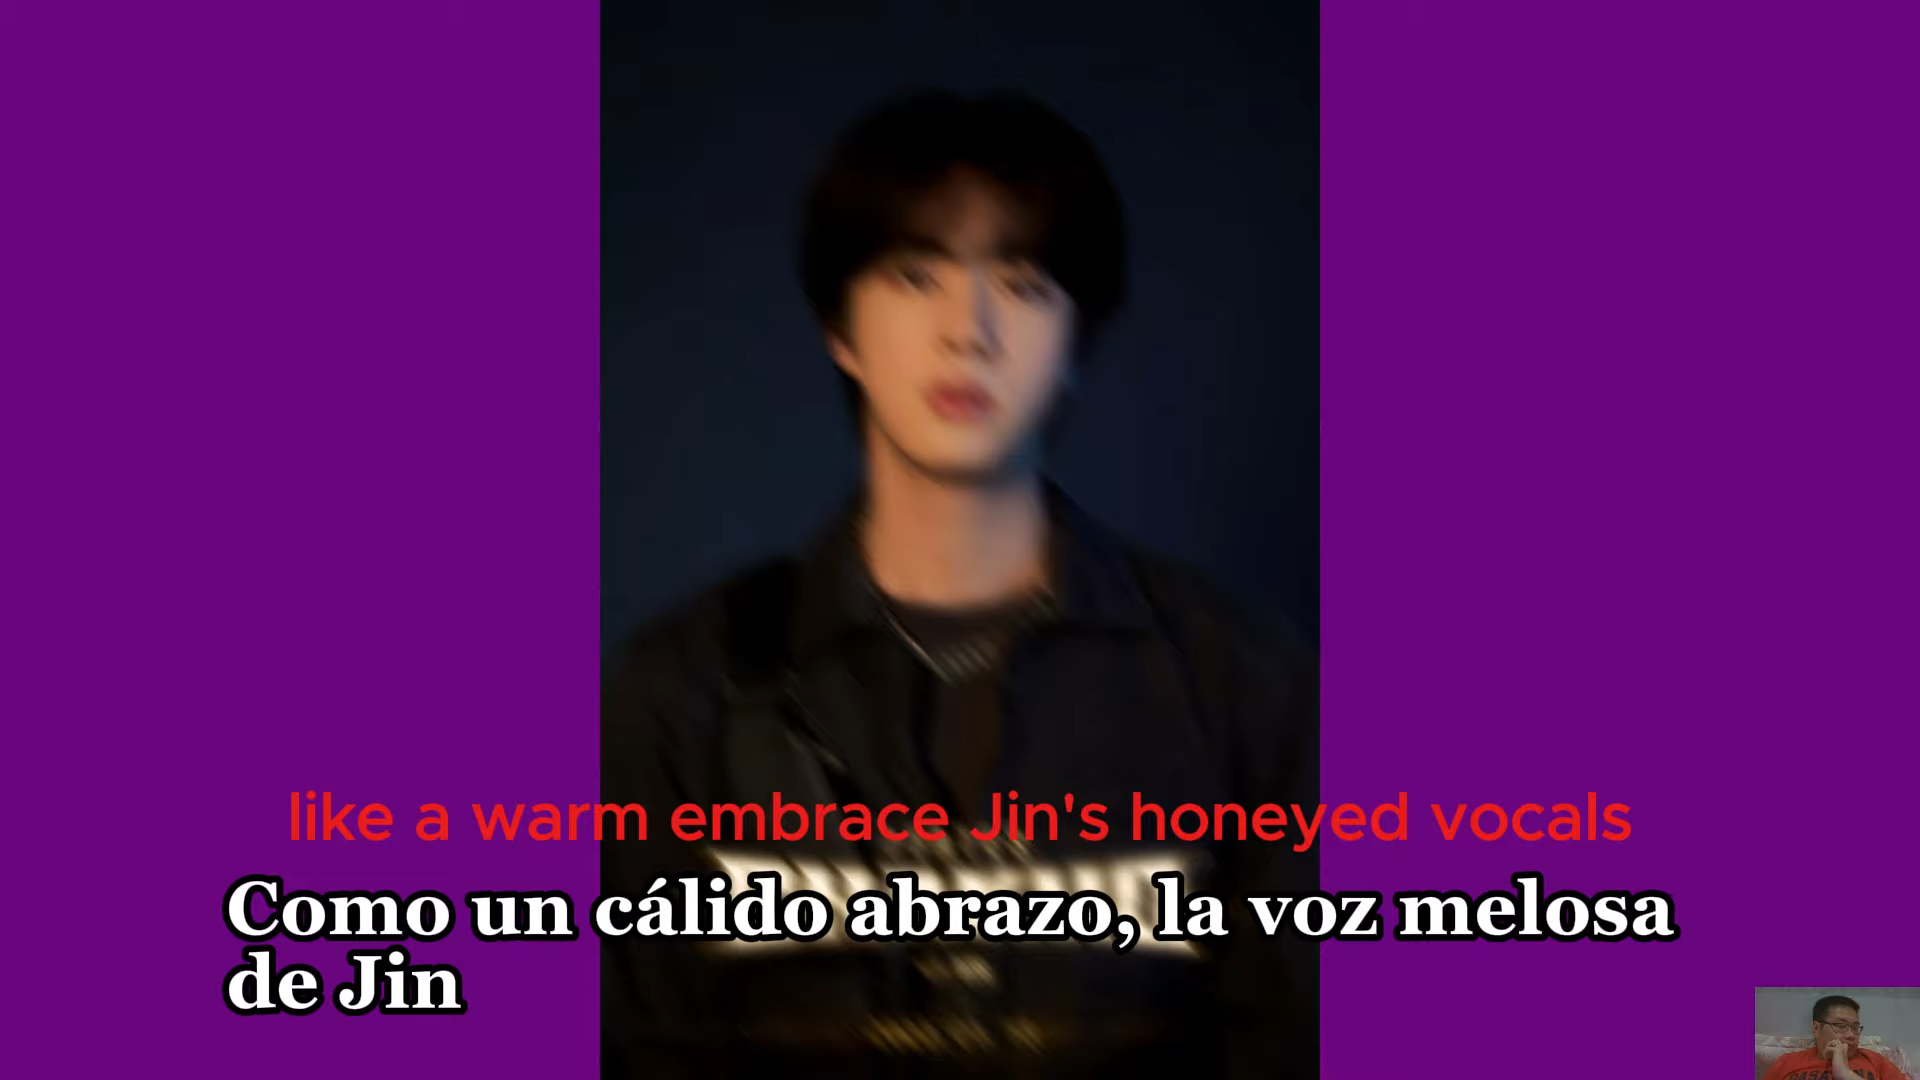 like a warm embrace Jin's honeyed vocals
Como un cálido abrazo, la voz melosa
de Jin